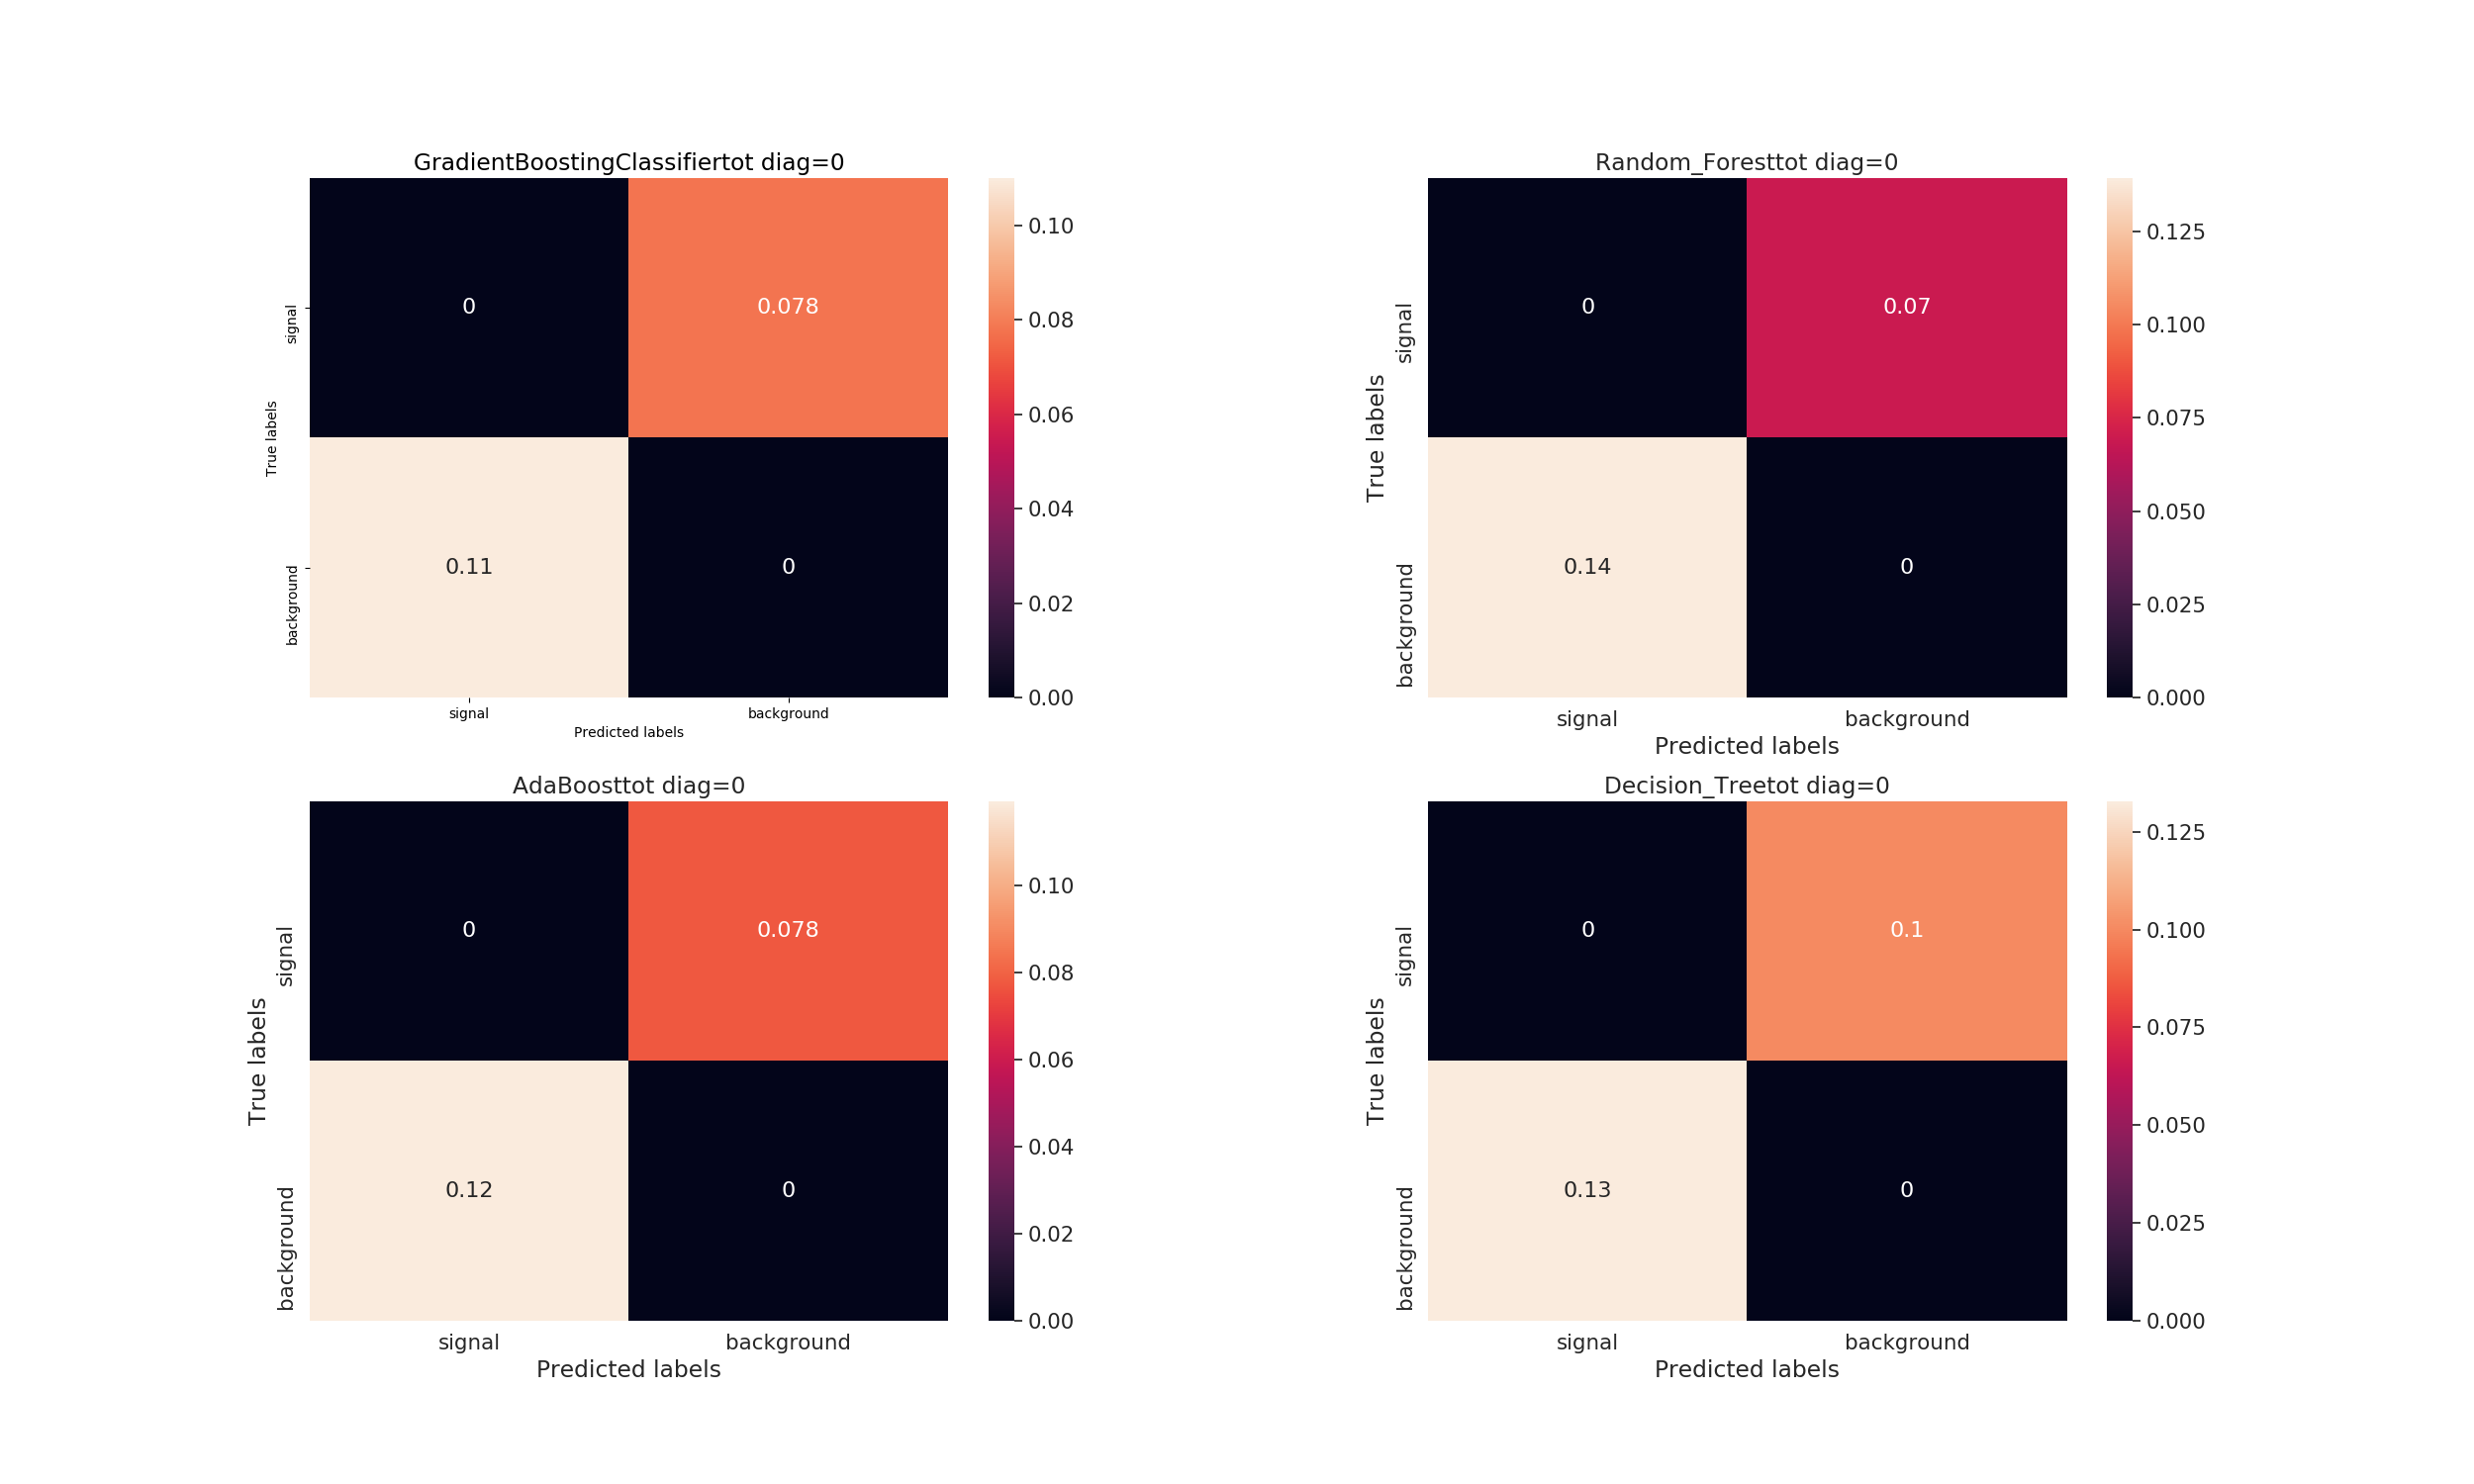 GradientBoostingClassifiertot diag=0
signal
background
True labels
0
0.078
0.11
0
signal
background
Predicted labels
0.10
0.08
0.06
0.04
0.02
0.00
Random_Foresttot diag=0
signal
background
True labels
0
0.07
0.14
0
signal
background
Predicted labels
0.125
0.100
0.075
0.050
0.025
0.000
AdaBoosttot diag=0
signal
background
True labels
0
0.078
0.12
0
signal
background
Predicted labels
0.10
0.08
0.06
0.04
0.02
0.00
Decision_Treetot diag=0
signal
background
True labels
0
0.1
0.13
0
signal
background
Predicted labels
0.125
0.100
0.075
0.050
0.025
0.000